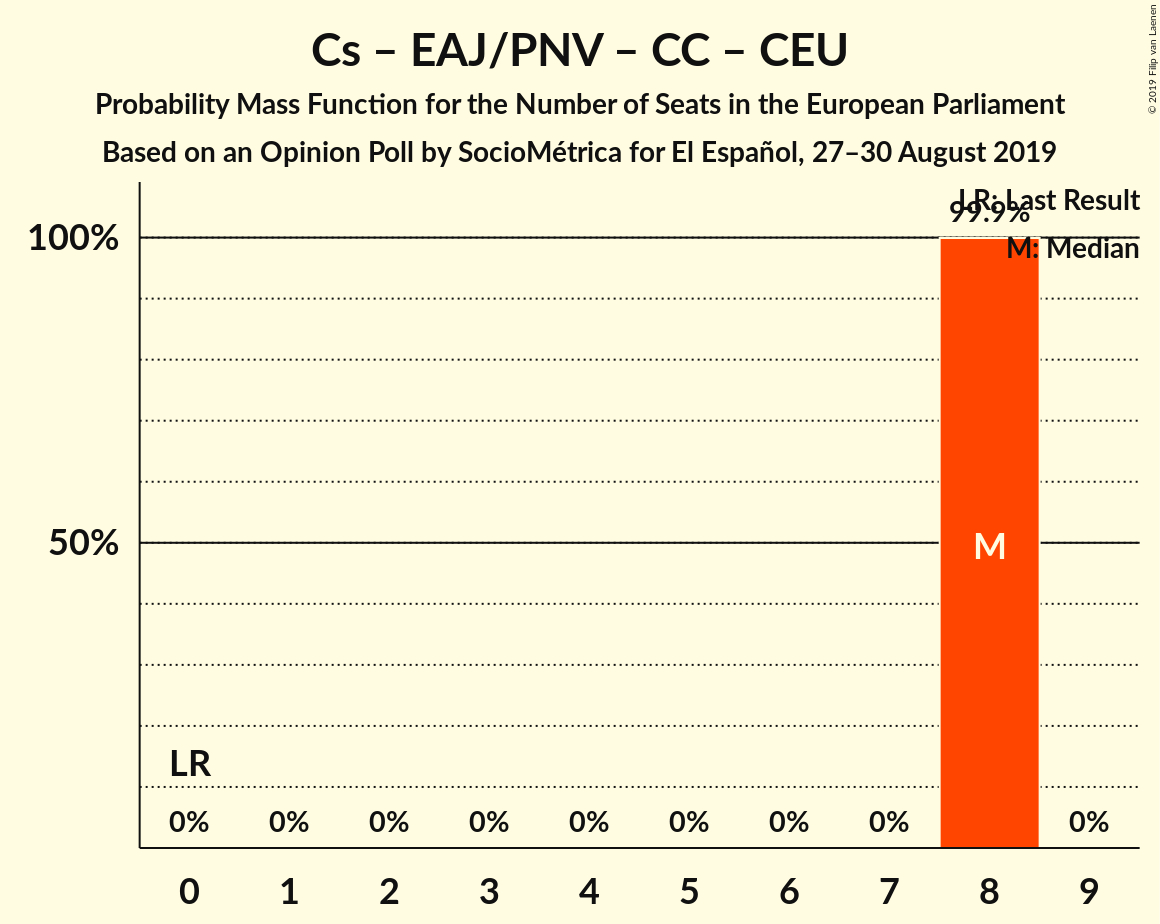 Cs – EAJ/PNV – CC – CEU
Probability Mass Function for the Number of Seats in the European Parliament
Based on an Opinion Poll by SocioMétrica for El Español, 27–30 August 2019
© 2019 Filip van Laenen
LR: Last Result
99.9%
M: Median
100%
50%
M
LR
0% 0% 0% 0% 0% 0% 0% 0% 0%
0 1 2 3 4 5 6 7 8 9